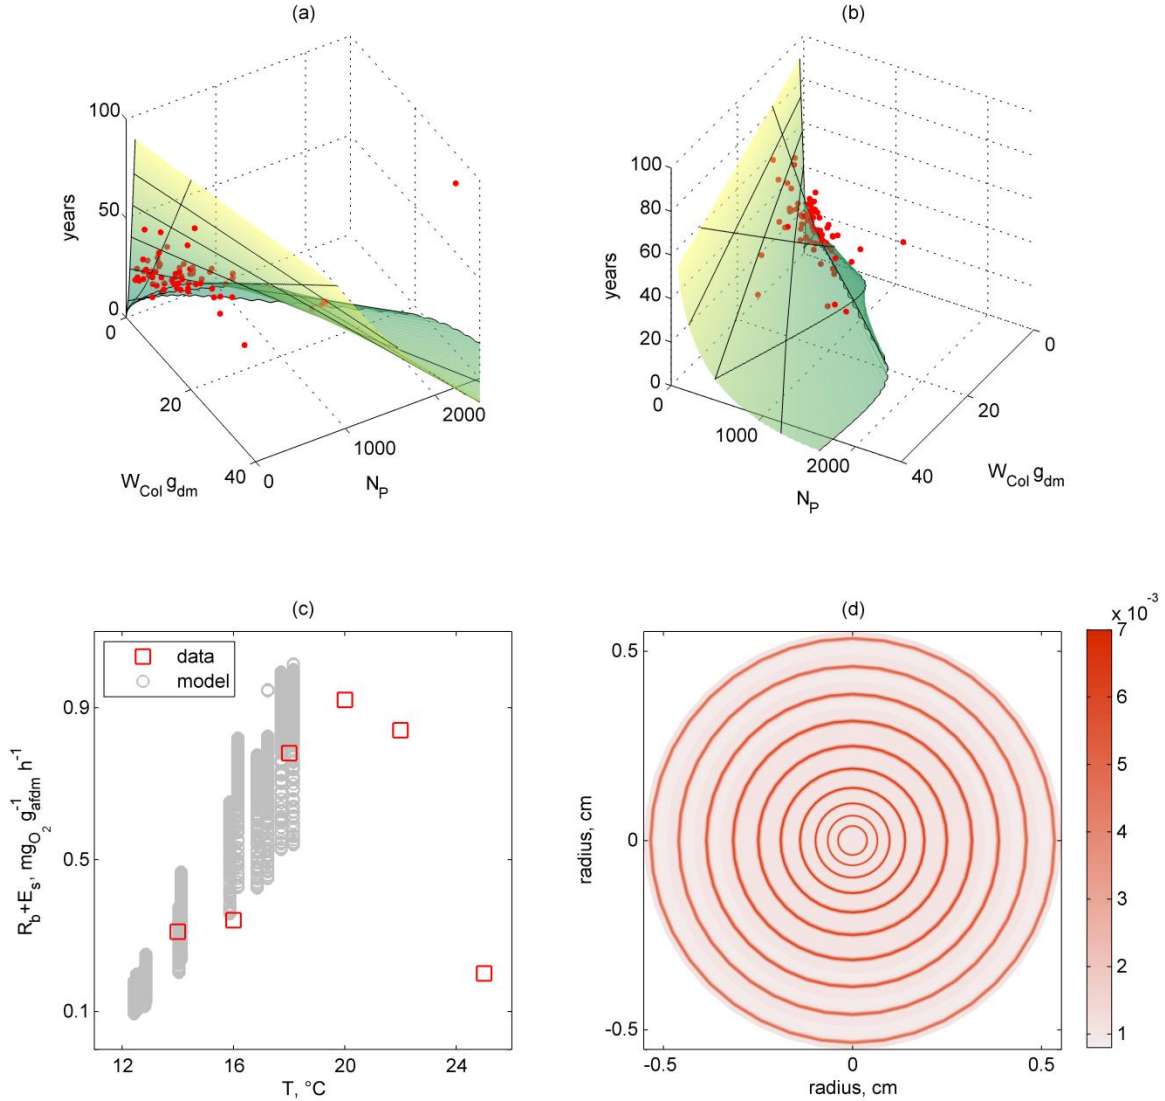 (a)
100
50
0
years
0
20
40
W_Col g_dm
0
1000
2000
N_P
(b)
100
80
60
40
20
0
years
0
1000
2000
N_P
40
20
0
W_Col g_dm
(c)
data
model
0.9
0.5
0.1
R_b+E_s, mg_O_2 g^-1_afdm h^-1
12
16
20
24
T, °C
(d)
x 10^-3
7
6
5
4
3
2
1
0.5
0
-0.5
radius, cm
-0.5
0
0.5
radius, cm